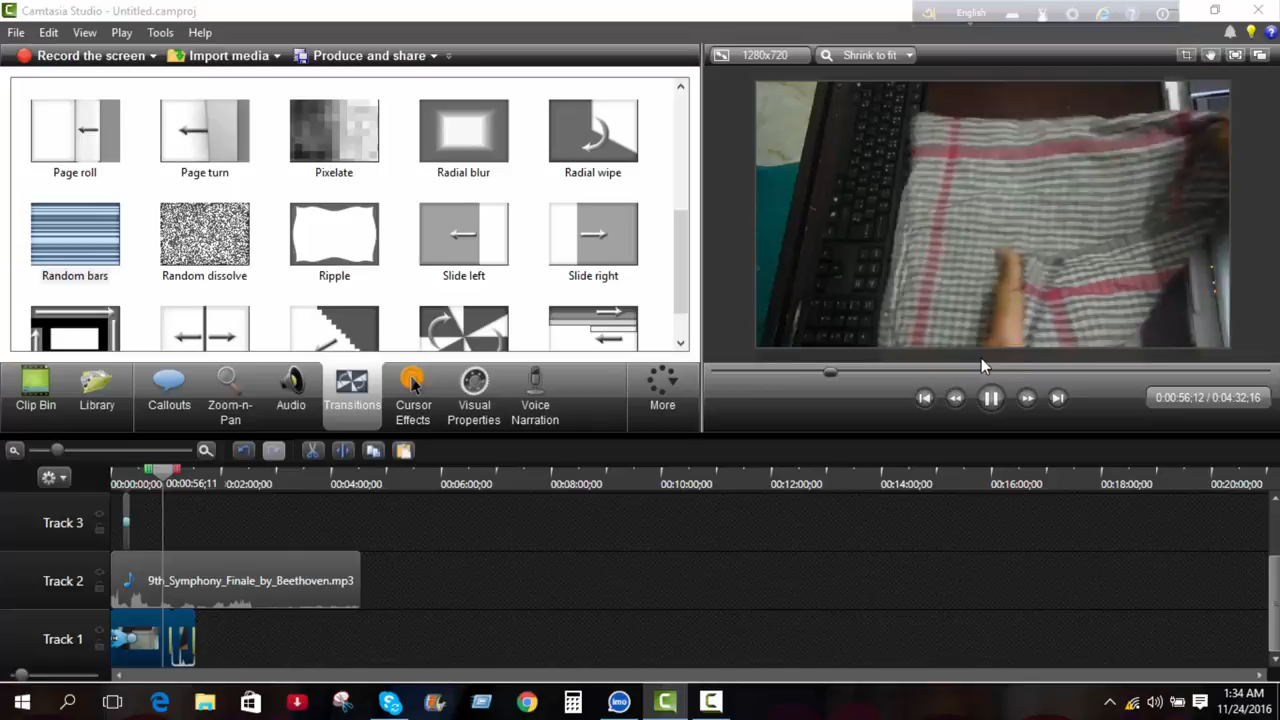 Camtasia Studio - Untitled.camproj
English
File Edit View Play Tools Help
Record the screen Import media Produce and share
1280x720 Shrink to fit
Page roll Page turn Pixelate Radial blur Radial wipe
Random bars Random dissolve Ripple Slide left Slide right
Clip Bin Library Callouts Zoom-n-Pan Audio Transitions Cursor Effects Visual Properties Voice Narration More
0:00:56;12 / 0:04:32;16
00:00:00;00 00:00:56;11 0:02:00;00 00:04:00;00 00:06:00;00 00:08:00;00 00:10:00;00 00:12:00;00 00:14:00;00 00:16:00;00 00:18:00;00 00:20:00;00
Track 3
Track 2 9th_Symphony_Finale_by_Beethoven.mp3
Track 1
imo
1:34 AM
11/24/2016